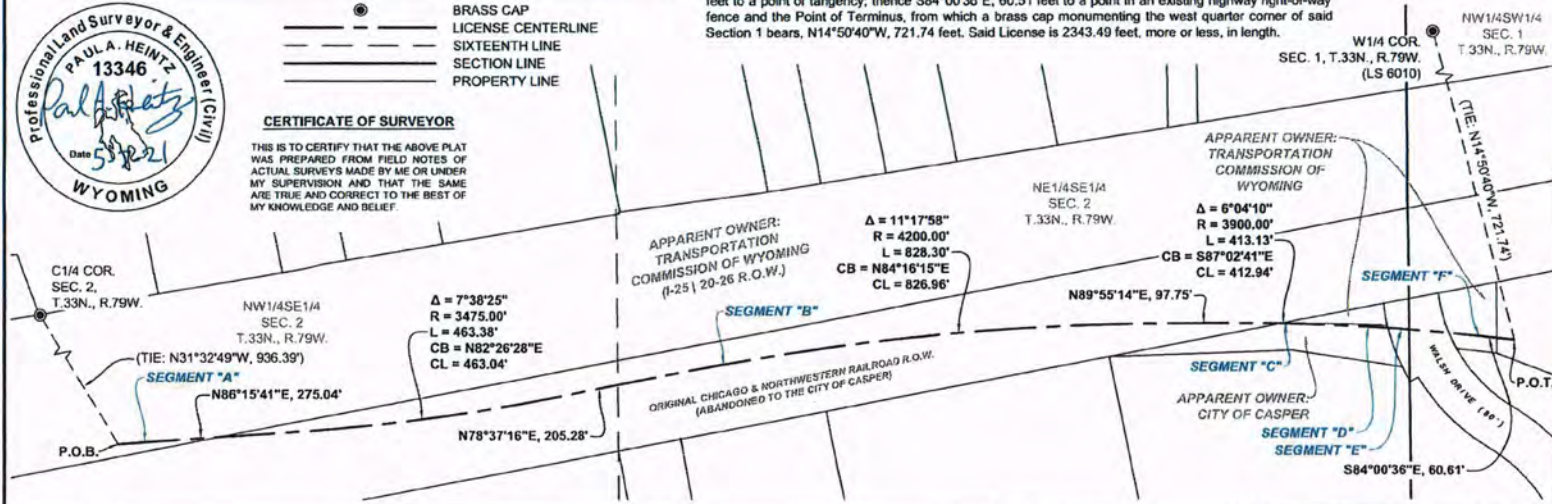 Professional Land Surveyor & Engineer (Civil)
PAUL A. HEINTZ
13346
Paul A. Heintz
Date
WYOMING
BRASS CAP
LICENSE CENTERLINE
SIXTEENTH LINE
SECTION LINE
PROPERTY LINE
CERTIFICATE OF SURVEYOR
THIS IS TO CERTIFY THAT THE ABOVE PLAT
WAS PREPARED FROM FIELD NOTES OF
ACTUAL SURVEYS MADE BY ME OR UNDER
MY SUPERVISION AND THAT THE SAME
ARE TRUE AND CORRECT TO THE BEST OF
MY KNOWLEDGE AND BELIEF.
feet to a point of tangency; thence S84°00'36"E, 60.51 feet to a point in an existing highway right-of-way
fence and the Point of Terminus, from which a brass cap monumenting the west quarter corner of said
Section 1 bears, N14°50'40"W, 721.74 feet. Said License is 2343.49 feet, more or less, in length.
W1/4 COR.
SEC. 1, T.33N., R.79W.
(LS 6010)
NW1/4SW1/4
SEC. 1
T.33N., R.79W.
(TIE: N14°50'40"W, 721.74')
C1/4 COR.
SEC. 2,
T.33N., R.79W.
NW1/4SE1/4
SEC. 2
T.33N., R.79W.
(TIE: N31°32'49"W, 936.39')
SEGMENT "A"
N86°15'41"E, 275.04'
P.O.B.
Δ = 7°38'25"
R = 3475.00'
L = 463.38'
CB = N82°26'28"E
CL = 463.04'
N78°37'16"E, 205.28'
APPARENT OWNER:
TRANSPORTATION
COMMISSION OF WYOMING
(I-25 | 20-26 R.O.W.)
SEGMENT "B"
ORIGINAL CHICAGO & NORTHWESTERN RAILROAD R.O.W.
(ABANDONED TO THE CITY OF CASPER)
Δ = 11°17'58"
R = 4200.00'
L = 828.30'
CB = N84°16'15"E
CL = 826.96'
NE1/4SE1/4
SEC. 2
T.33N., R.79W.
N89°55'14"E, 97.75'
APPARENT OWNER:
TRANSPORTATION
COMMISSION OF
WYOMING
Δ = 6°04'10"
R = 3900.00'
L = 413.13'
CB = S87°02'41"E
CL = 412.94'
SEGMENT "C"
APPARENT OWNER:
CITY OF CASPER
SEGMENT "D"
SEGMENT "E"
SEGMENT "F"
WALSH DRIVE (80')
P.O.T.
S84°00'36"E, 60.61'